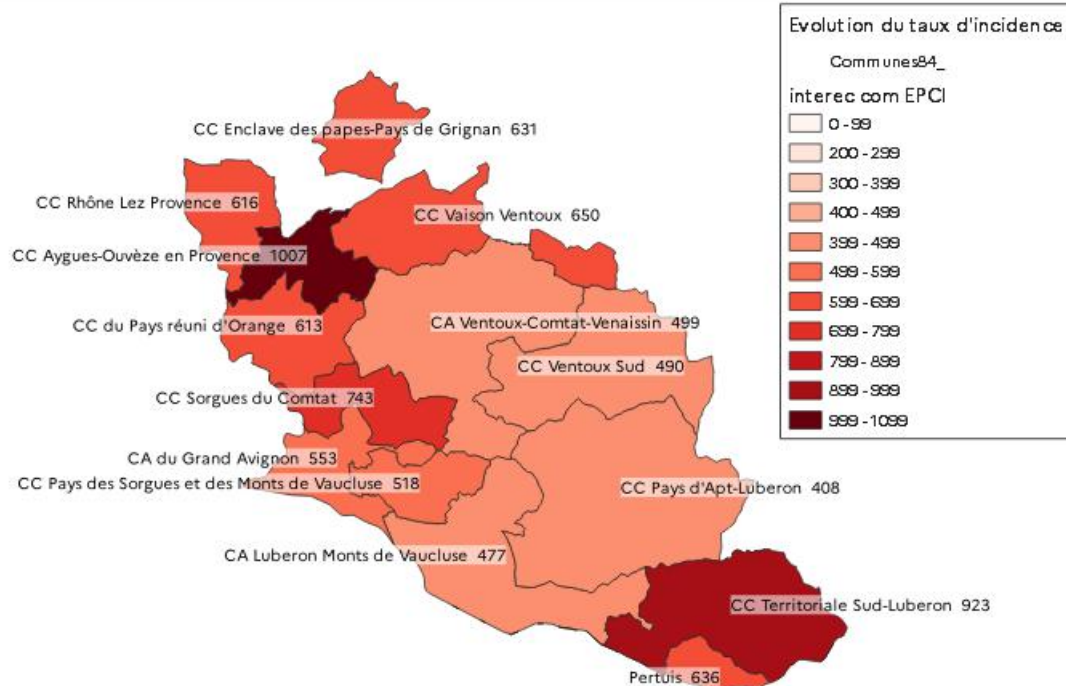 Evolution du taux d'incidence
Communes84_
interec com EPCI
0 - 99
200 - 299
300 - 399
400 - 499
399 - 499
499 - 599
599 - 699
699 - 799
799 - 899
899 - 999
999 - 1099
CC Enclave des papes-Pays de Grignan 631
CC Rhône Lez Provence 616
CC Vaison Ventoux 650
CC Aygues-Ouvèze en Provence 1007
CC du Pays réuni d'Orange 613
CA Ventoux-Comtat-Venaissin 499
CC Ventoux Sud 490
CC Sorgues du Comtat 743
CA du Grand Avignon 553
CC Pays des Sorgues et des Monts de Vaucluse 518
CC Pays d'Apt-Luberon 408
CA Luberon Monts de Vaucluse 477
CC Territoriale Sud-Luberon 923
Pertuis 636